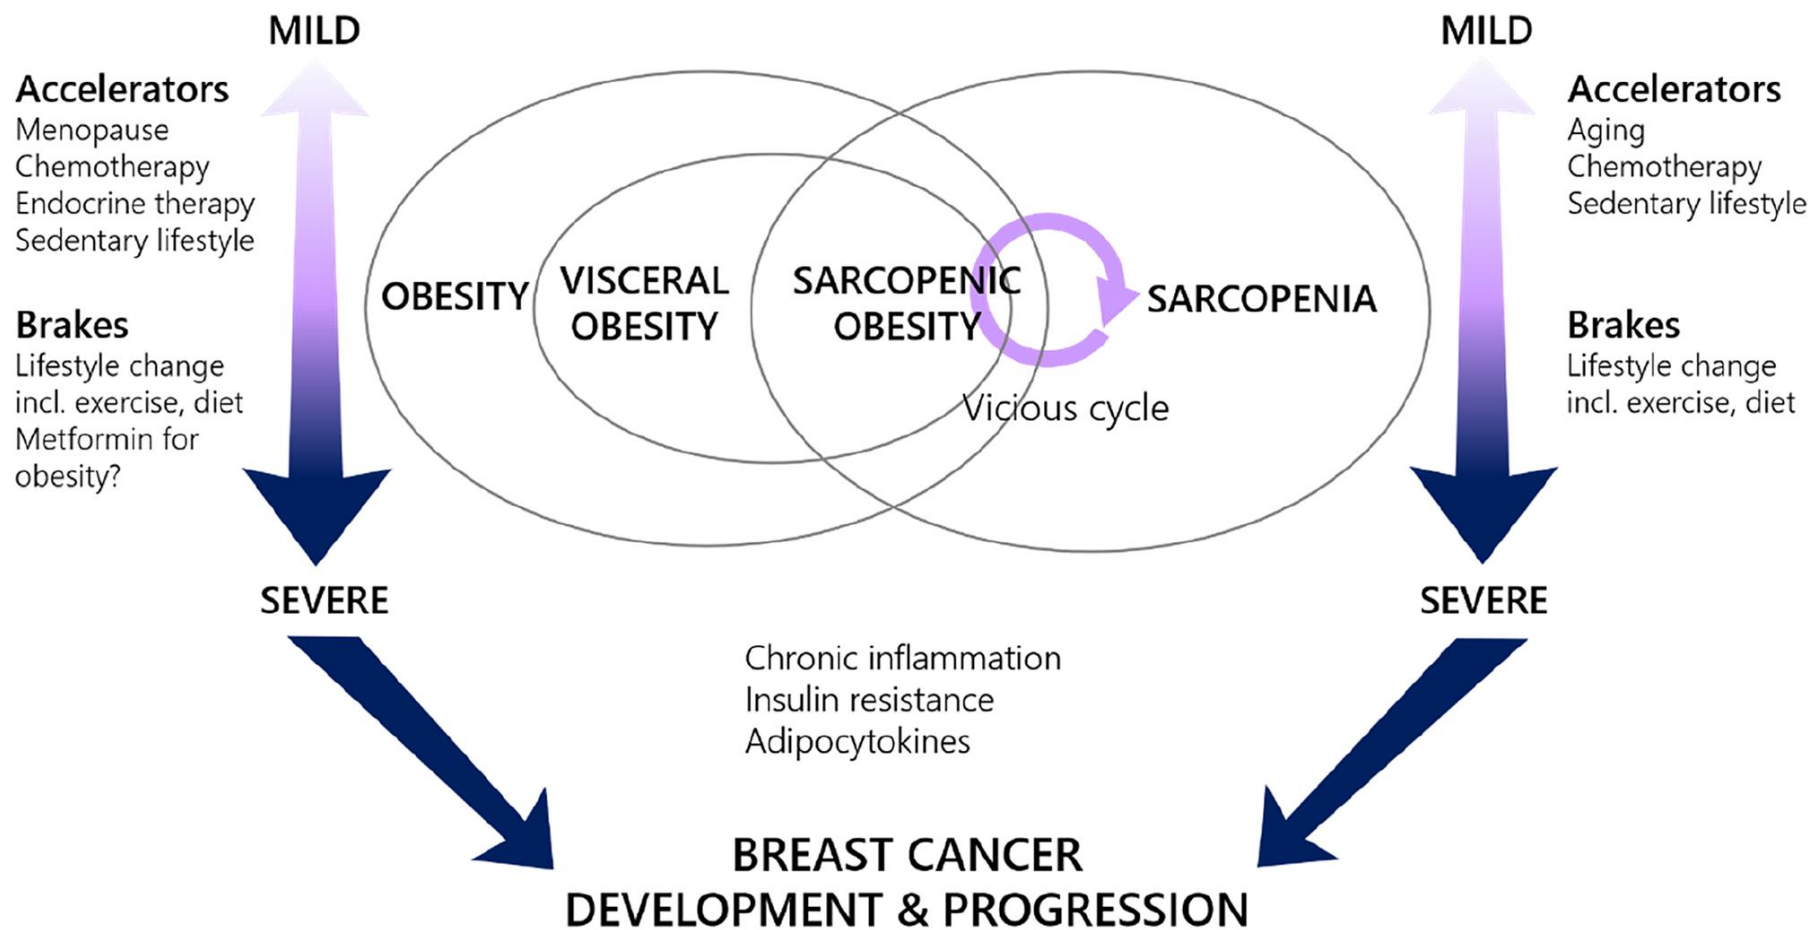 MILD
Accelerators
Menopause
Chemotherapy
Endocrine therapy
Sedentary lifestyle
Brakes
Lifestyle change
incl. exercise, diet
Metformin for
obesity?
SEVERE
OBESITY
VISCERAL
OBESITY
SARCOPENIC
OBESITY
SARCOPENIA
Vicious cycle
MILD
Accelerators
Aging
Chemotherapy
Sedentary lifestyle
Brakes
Lifestyle change
incl. exercise, diet
SEVERE
Chronic inflammation
Insulin resistance
Adipocytokines
BREAST CANCER
DEVELOPMENT & PROGRESSION